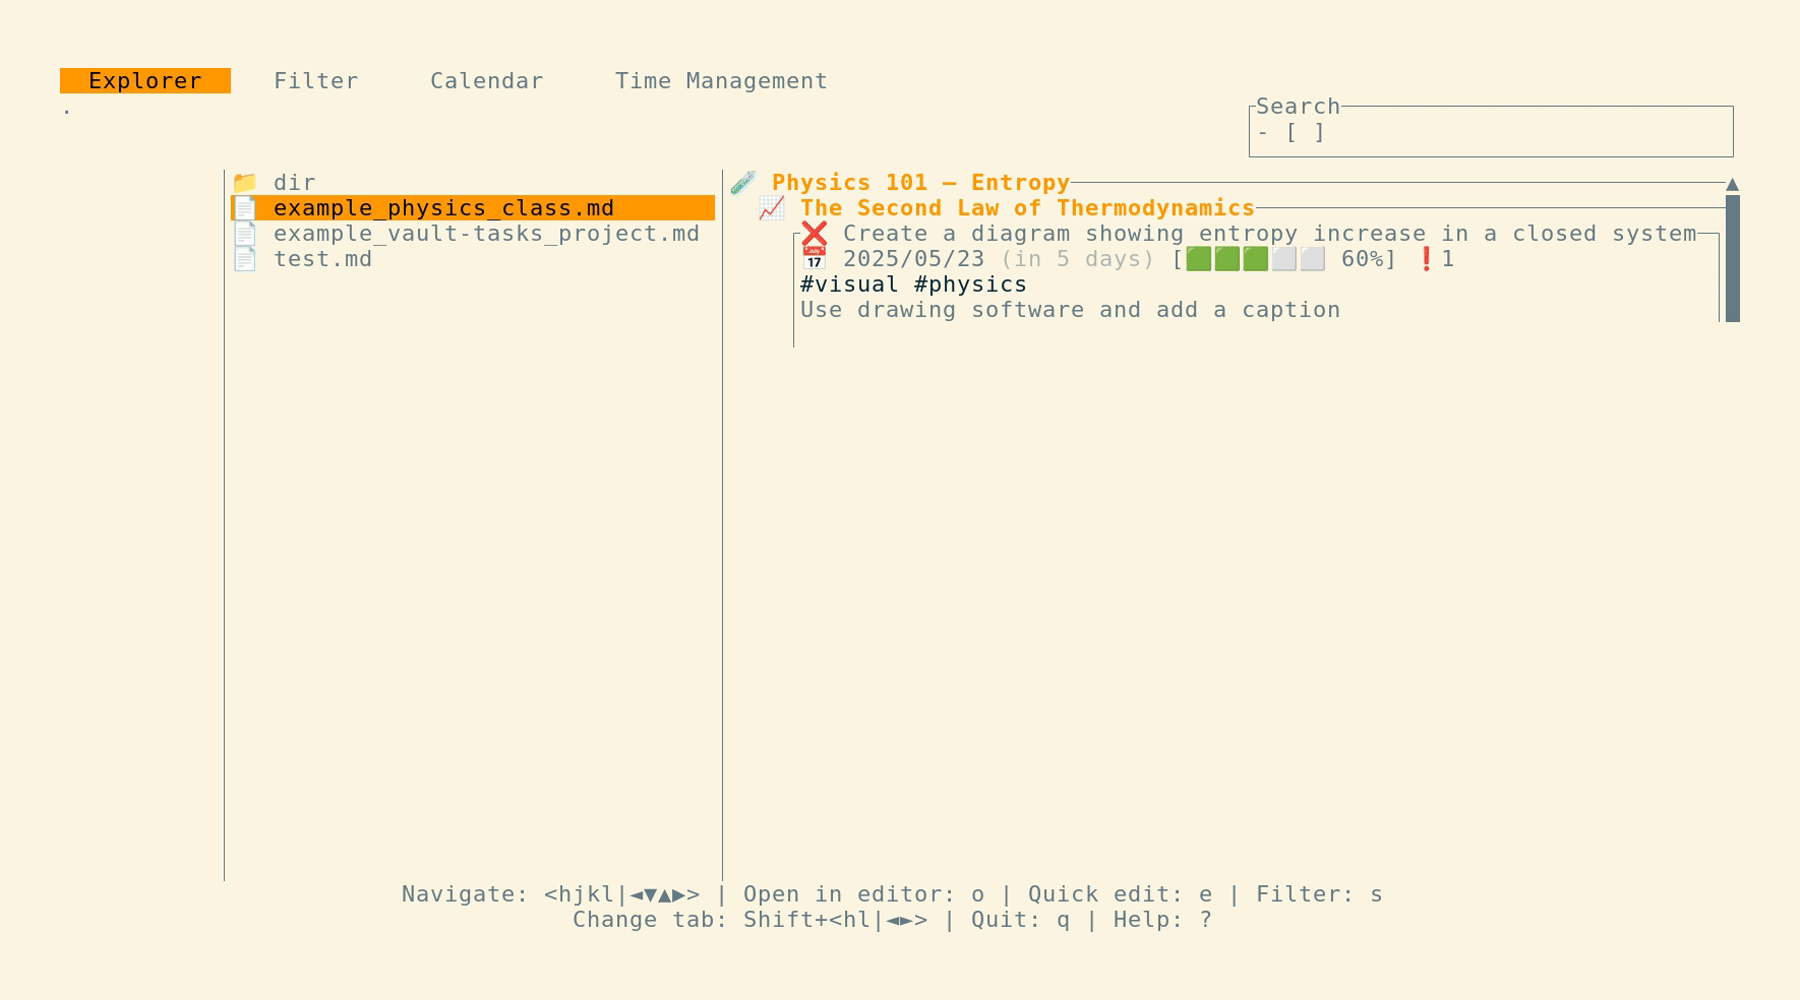 Explorer Filter Calendar Time Management
.
Search
- [ ]
📁 dir
📄 example_physics_class.md
📄 example_vault-tasks_project.md
📄 test.md
🧪 Physics 101 – Entropy
📈 The Second Law of Thermodynamics
❌ Create a diagram showing entropy increase in a closed system
📅 2025/05/23 (in 5 days) [🟩🟩🟩⬜⬜ 60%] ❗1
#visual #physics
Use drawing software and add a caption
Navigate: <hjkl|◄▼▲▶> | Open in editor: o | Quick edit: e | Filter: s
Change tab: Shift+<hl|◄►> | Quit: q | Help: ?